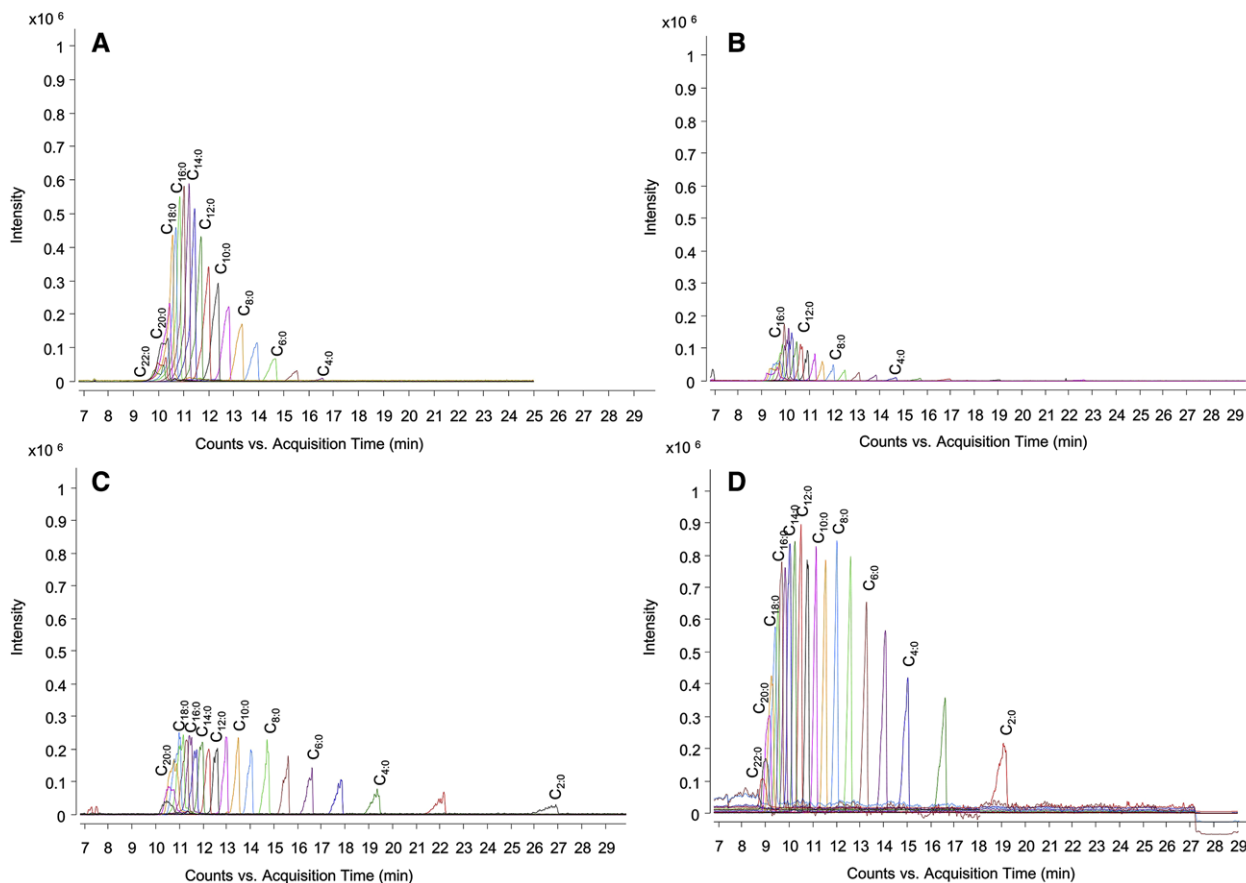 x10 6
A
1
0.9
0.8
0.7
0.6
0.5
0.4
0.3
0.2
0.1
0
Intensity
C22:0
C20:0
C18:0
C16:0
C14:0
C12:0
C10:0
C8:0
C6:0
C4:0
7 8 9 10 11 12 13 14 15 16 17 18 19 20 21 22 23 24 25 26 27 28 29
Counts vs. Acquisition Time (min)
x10 6
B
1
0.9
0.8
0.7
0.6
0.5
0.4
0.3
0.2
0.1
0
Intensity
C16:0
C12:0
C8:0
C4:0
7 8 9 10 11 12 13 14 15 16 17 18 19 20 21 22 23 24 25 26 27 28 29
Counts vs. Acquisition Time (min)
x10 6
C
1
0.9
0.8
0.7
0.6
0.5
0.4
0.3
0.2
0.1
0
Intensity
C20:0
C18:0
C16:0
C14:0
C12:0
C10:0
C8:0
C6:0
C4:0
C2:0
7 8 9 10 11 12 13 14 15 16 17 18 19 20 21 22 23 24 25 26 27 28 29
Counts vs. Acquisition Time (min)
x10 6
D
1
0.9
0.8
0.7
0.6
0.5
0.4
0.3
0.2
0.1
0
Intensity
C22:0
C20:0
C18:0
C16:0
C14:0
C12:0
C10:0
C8:0
C6:0
C4:0
C2:0
7 8 9 10 11 12 13 14 15 16 17 18 19 20 21 22 23 24 25 26 27 28 29
Counts vs. Acquisition Time (min)